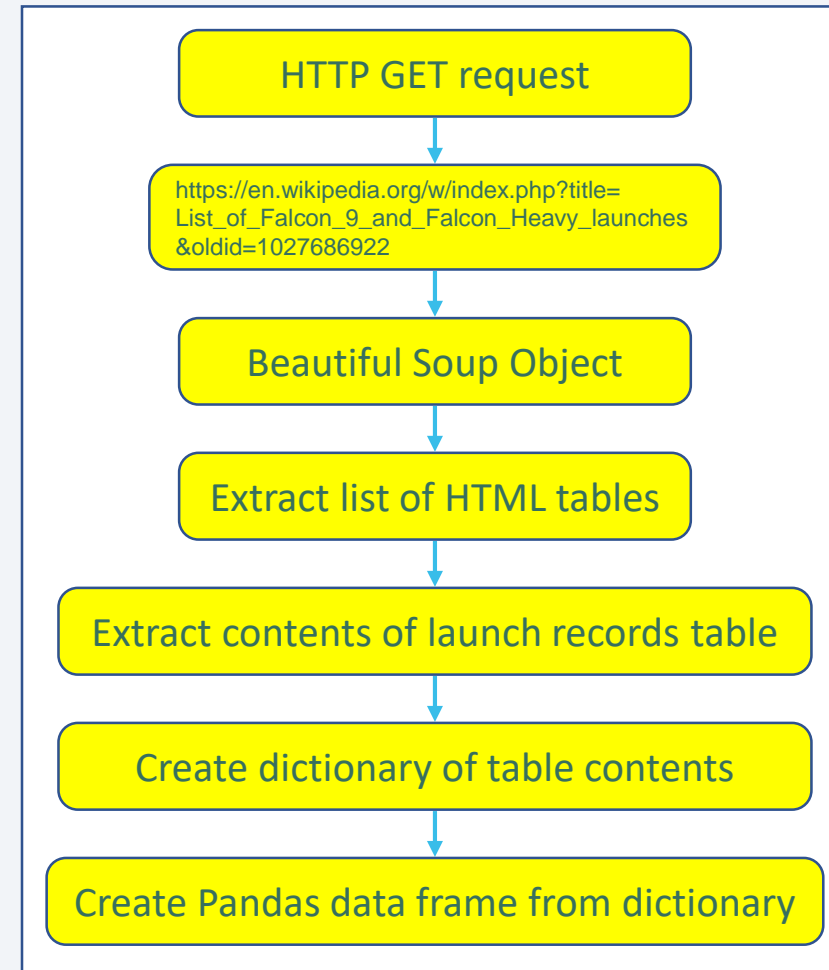 HTTP GET request
https://en.wikipedia.org/w/index.php?title=
List_of_Falcon_9_and_Falcon_Heavy_launches
&oldid=1027686922
Beautiful Soup Object
Extract list of HTML tables
Extract contents of launch records table
Create dictionary of table contents
Create Pandas data frame from dictionary